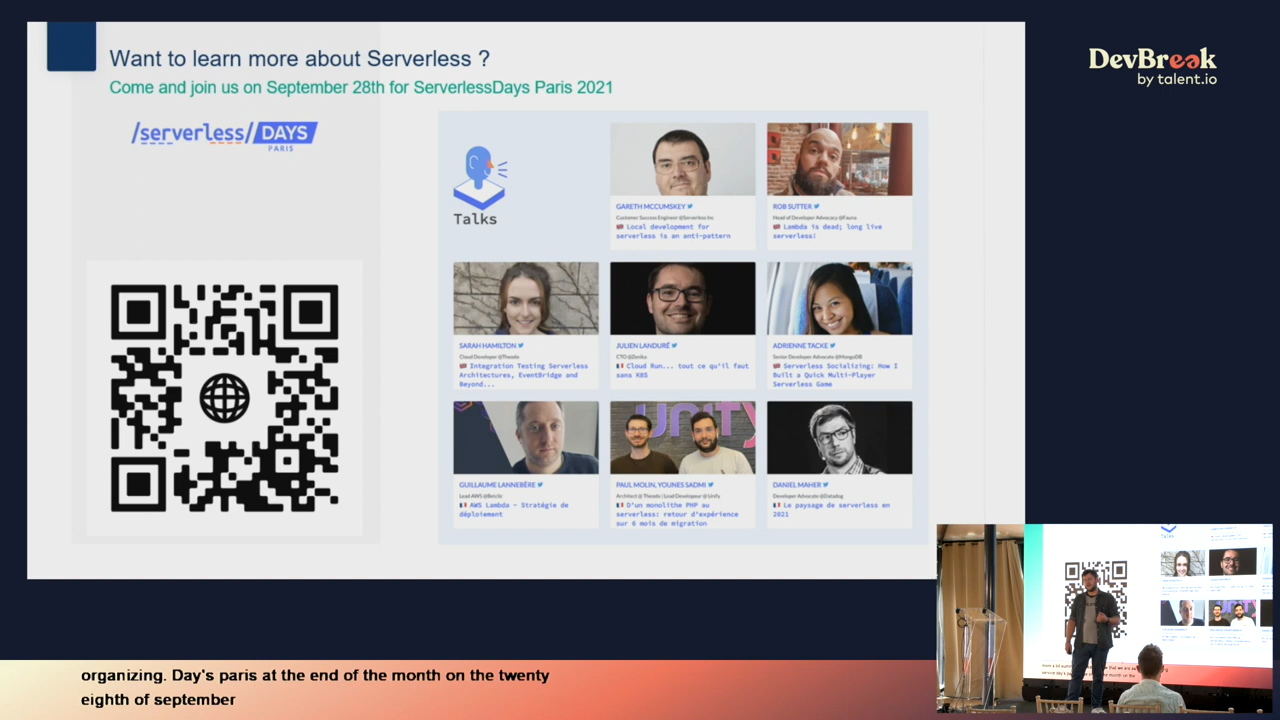 Want to learn more about Serverless ?
Come and join us on September 28th for ServerlessDays Paris 2021
DevBreak
by talent.io
/serverless/DAYS
PARIS
Talks
GARETH MCCUMSKEY
Customer Success Engineer @Serverless Inc
Local development for
serverless is an anti-pattern
ROB SUTTER
Head of Developer Advocacy @Fauna
Lambda is dead; long live
serverless!
SARAH HAMILTON
Cloud Developer @Theodo
Integration Testing Serverless
Architectures, EventBridge and
Beyond...
JULIEN LANDURÉ
CTO @Zenika
Cloud Run... tout ce qu'il faut
sans K8S
ADRIENNE TACKE
Senior Developer Advocate @MongoDB
Serverless Socializing: How I
Built a Quick Multi-Player
Serverless Game
GUILLAUME LANNEBÈRE
Lead AWS @Betclic
AWS Lambda - Stratégie de
déploiement
UNITY
PAUL MOLIN, YOUNES SADMI
Architect @ Theodo | Lead Developeur @ Unify
D'un monolithe PHP au
serverless: retour d'expérience
sur 6 mois de migration
DANIEL MAHER
Developer Advocate @Datadog
Le paysage de serverless en
2021
organizing. Day's paris at the end of the month on the twenty
eighth of september